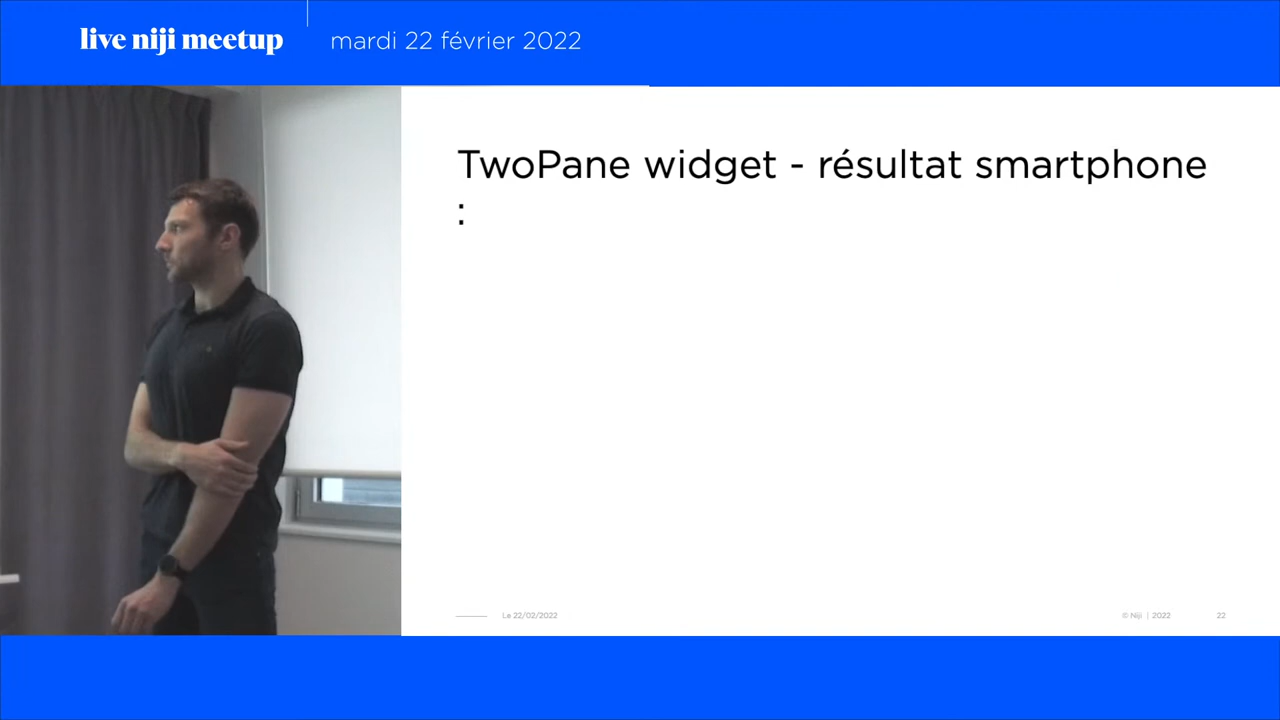 live niji meetup
mardi 22 février 2022
TwoPane widget - résultat smartphone
:
Le 22/02/2022
© Niji | 2022
22